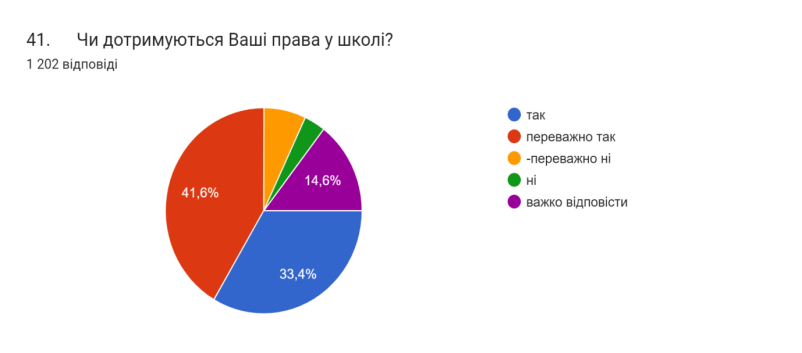 41. Чи дотримуються Ваші права у школі?
1 202 відповіді
так
переважно так
-переважно ні
ні
важко відповісти
41,6%
14,6%
33,4%